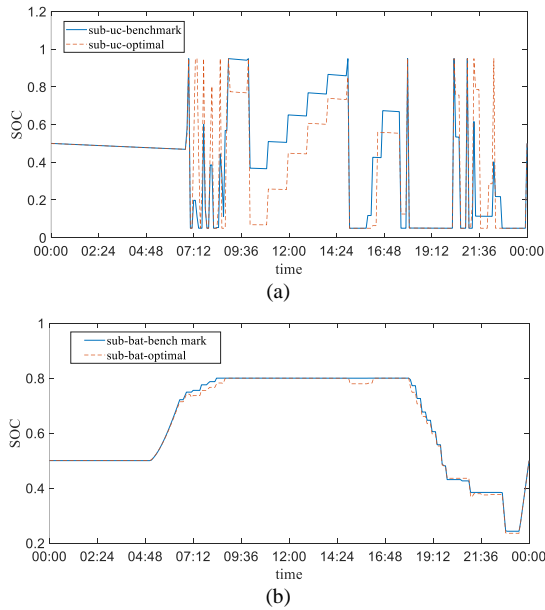 1.2
1
0.8
0.6
0.4
0.2
0
SOC
sub-uc-benchmark
sub-uc-optimal
00:00 02:24 04:48 07:12 09:36 12:00 14:24 16:48 19:12 21:36 00:00
time
(a)
1
0.8
0.6
0.4
0.2
SOC
sub-bat-bench mark
sub-bat-optimal
00:00 02:24 04:48 07:12 09:36 12:00 14:24 16:48 19:12 21:36 00:00
time
(b)